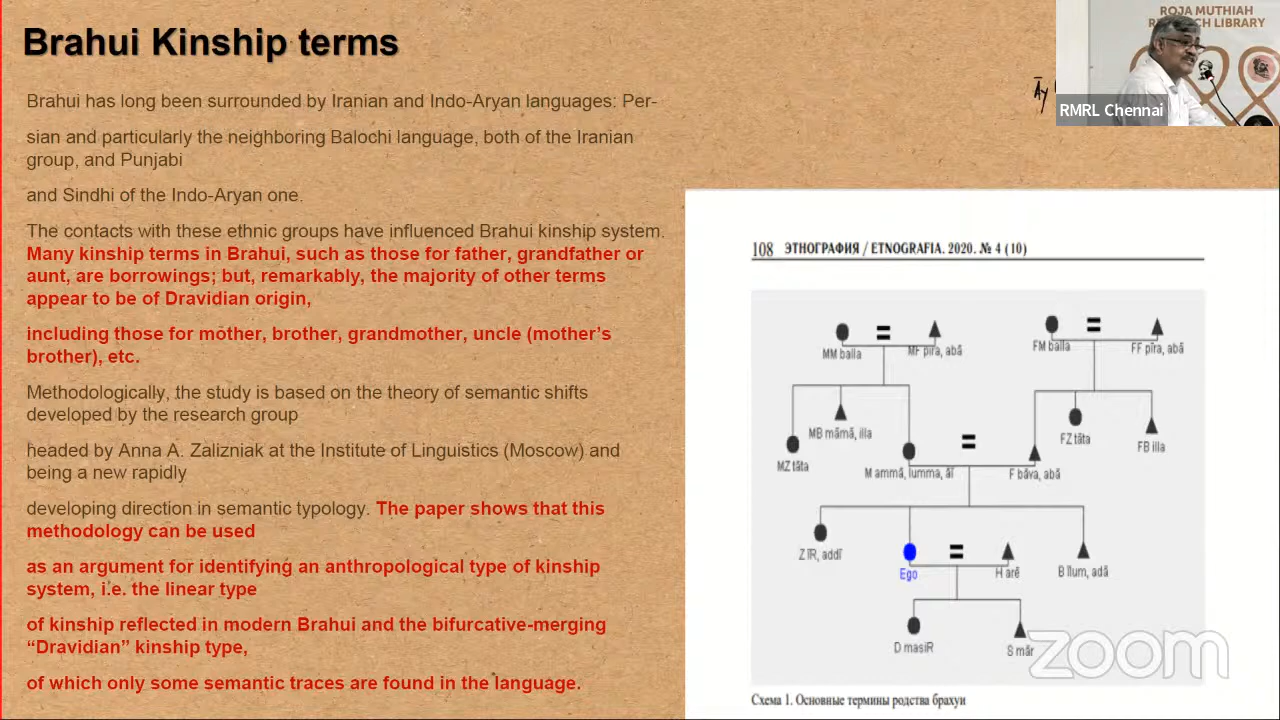 Brahui Kinship terms
Brahui has long been surrounded by Iranian and Indo-Aryan languages: Per-
sian and particularly the neighboring Balochi language, both of the Iranian
group, and Punjabi
and Sindhi of the Indo-Aryan one.
The contacts with these ethnic groups have influenced Brahui kinship system.
Many kinship terms in Brahui, such as those for father, grandfather or
aunt, are borrowings; but, remarkably, the majority of other terms
appear to be of Dravidian origin,
including those for mother, brother, grandmother, uncle (mother's
brother), etc.
Methodologically, the study is based on the theory of semantic shifts
developed by the research group
headed by Anna A. Zalizniak at the Institute of Linguistics (Moscow) and
being a new rapidly
developing direction in semantic typology. The paper shows that this
methodology can be used
as an argument for identifying an anthropological type of kinship
system, i.e. the linear type
of kinship reflected in modern Brahui and the bifurcative-merging
“Dravidian” kinship type,
of which only some semantic traces are found in the language.
ROJA MUTHIAH
LIBRARY
RMRL Chennai
Āy
108 ЭТНОГРАФИЯ / ETNOGRAFIA. 2020. № 4 (10)
MM balla
MF pīra, abā
FM balla
FF pīra, abā
MB māmā, illa
FZ tāta
FB illa
MZ tāta
M ammā, lumma, āī
F bāva, abā
Z īR, addī
Ego
H arē
B īlum, adā
D masiR
S mār
zoom
Схема 1. Основные термины родства брахуи